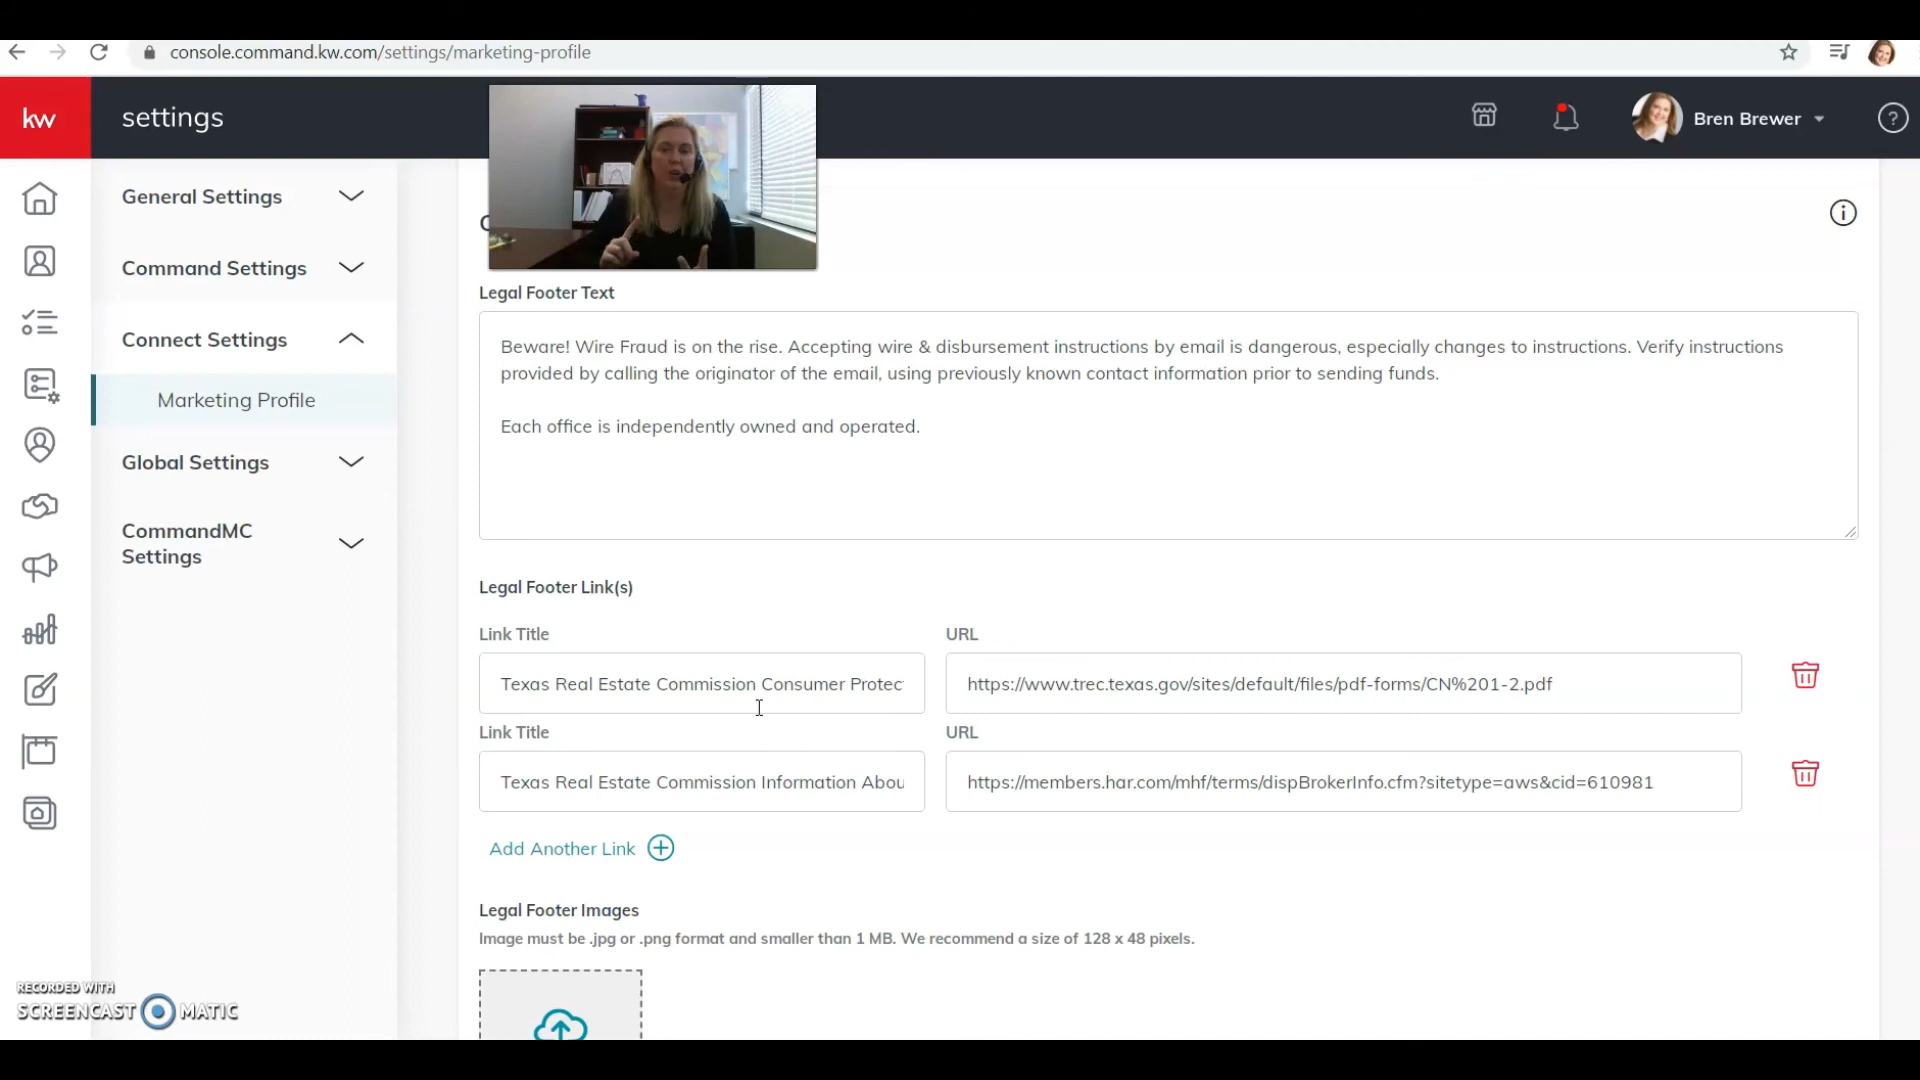 console.command.kw.com/settings/marketing-profile
kw
settings
Bren Brewer
?
General Settings
Command Settings
Connect Settings
Marketing Profile
Global Settings
CommandMC
Settings
Legal Footer Text
Beware! Wire Fraud is on the rise. Accepting wire & disbursement instructions by email is dangerous, especially changes to instructions. Verify instructions
provided by calling the originator of the email, using previously known contact information prior to sending funds.
Each office is independently owned and operated.
Legal Footer Link(s)
Link Title
URL
Texas Real Estate Commission Consumer Protec
https://www.trec.texas.gov/sites/default/files/pdf-forms/CN%201-2.pdf
Link Title
URL
Texas Real Estate Commission Information Abou
https://members.har.com/mhf/terms/dispBrokerInfo.cfm?sitetype=aws&cid=610981
Add Another Link
Legal Footer Images
Image must be .jpg or .png format and smaller than 1 MB. We recommend a size of 128 x 48 pixels.
RECORDED WITH
SCREENCAST MATIC